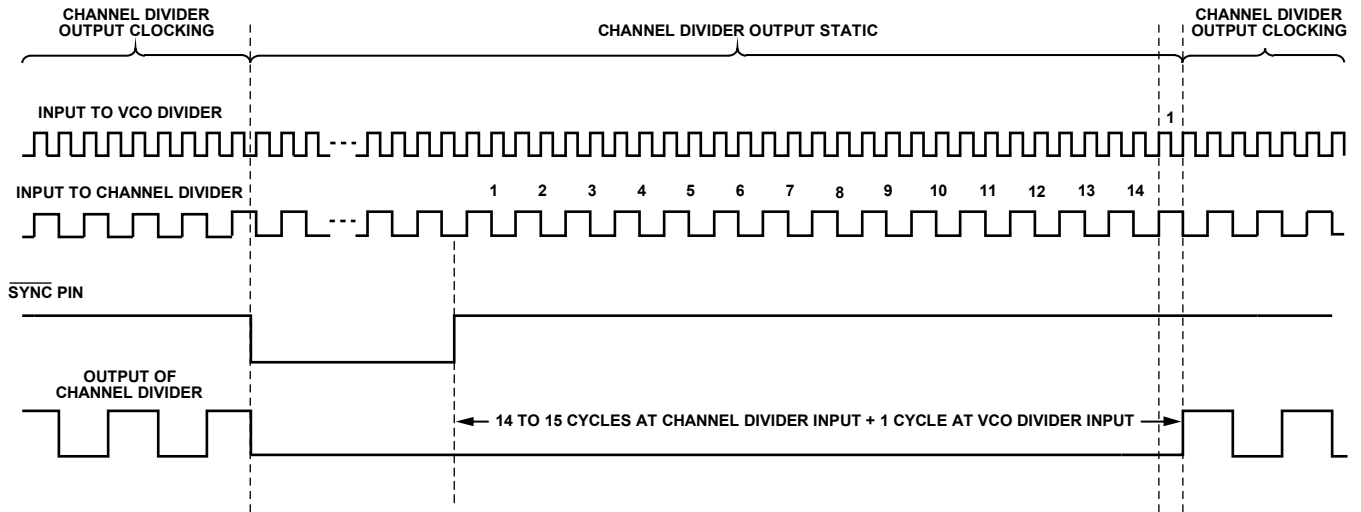 CHANNEL DIVIDER
OUTPUT CLOCKING
CHANNEL DIVIDER OUTPUT STATIC
CHANNEL DIVIDER
OUTPUT CLOCKING
INPUT TO VCO DIVIDER
1
INPUT TO CHANNEL DIVIDER
1 2 3 4 5 6 7 8 9 10 11 12 13 14
SYNC PIN
OUTPUT OF
CHANNEL DIVIDER
14 TO 15 CYCLES AT CHANNEL DIVIDER INPUT + 1 CYCLE AT VCO DIVIDER INPUT